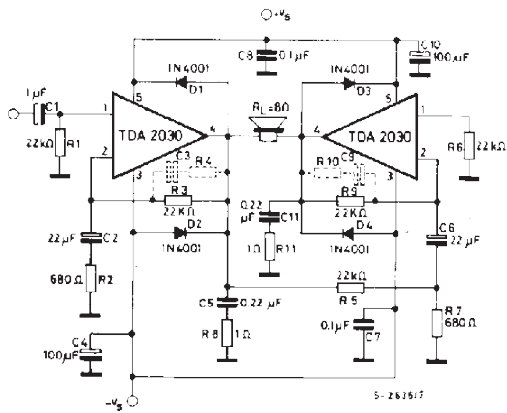 +Vs
C8 0.1µF
C10
100µF
1N4001
D1
1N4001
D3
1µF
C1
1
5
RL=8Ω
5
1
TDA 2030
4
4
TDA 2030
22kΩ
R1
2
C3
R4
R10
C9
2
R6
22kΩ
3
R3
22KΩ
R9
22KΩ
3
0.22
µF
C11
22µF
C2
D2
1N4001
1Ω
R11
D4
1N4001
C6
22µF
680Ω
R2
C5
0.22µF
22kΩ
R5
R7
680Ω
C4
100µF
R8
1Ω
0.1µF
C7
-Vs